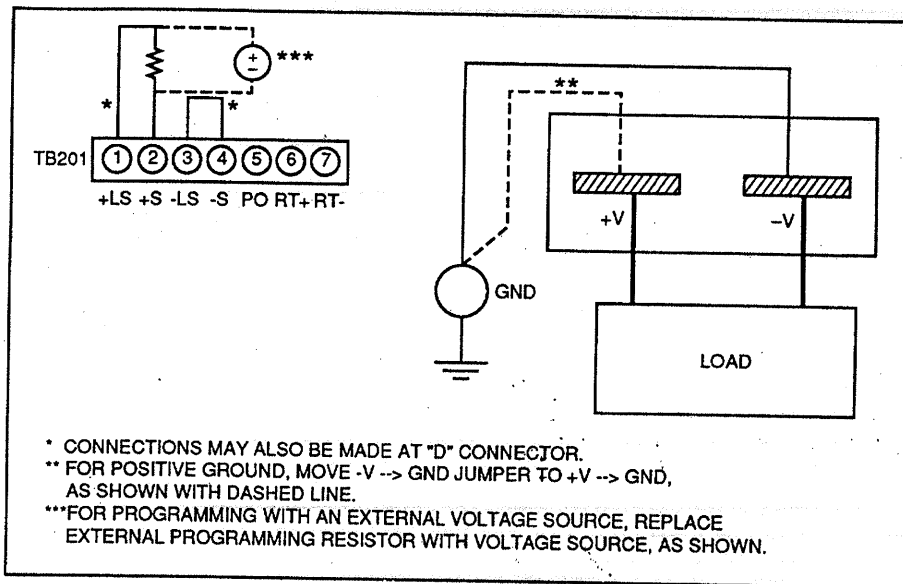 +
−
***
*
*
**
TB201
1 2 3 4 5 6 7
+LS +S -LS -S PO RT+ RT-
+V
–V
GND
LOAD
* CONNECTIONS MAY ALSO BE MADE AT "D" CONNECTOR.
** FOR POSITIVE GROUND, MOVE -V --> GND JUMPER TO +V --> GND,
AS SHOWN WITH DASHED LINE.
***FOR PROGRAMMING WITH AN EXTERNAL VOLTAGE SOURCE, REPLACE
EXTERNAL PROGRAMMING RESISTOR WITH VOLTAGE SOURCE, AS SHOWN.